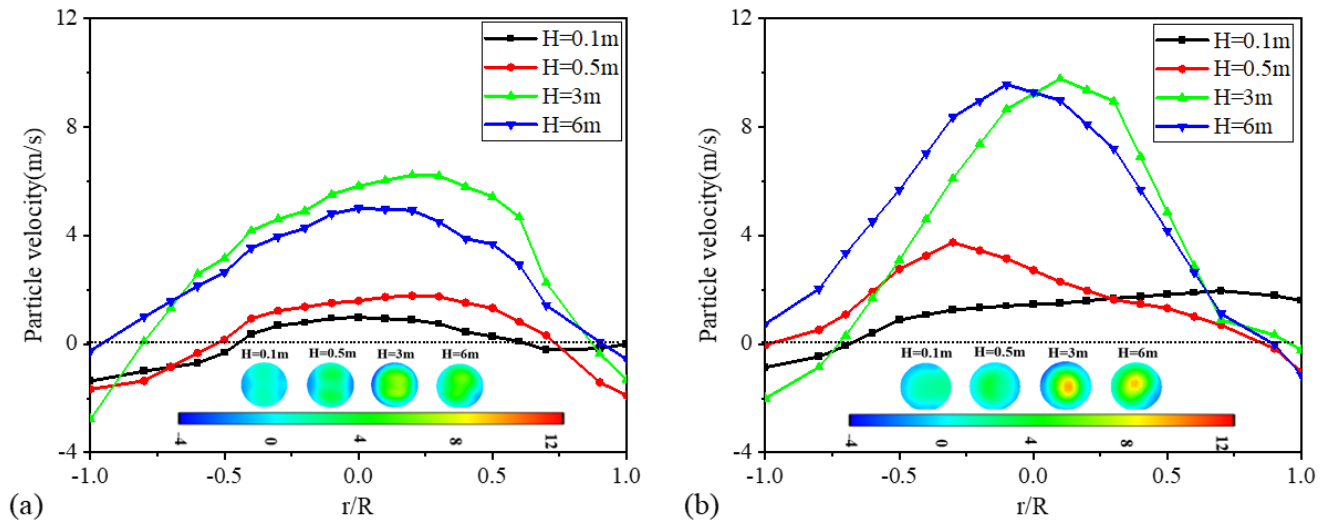 12
8
4
0
-4
Particle velocity(m/s)
H=0.1m
H=0.5m
H=3m
H=6m
H=0.1m H=0.5m H=3m H=6m
4 0 4 8 12
-1.0 -0.5 0.0 0.5 1.0
r/R
(a)
12
8
4
0
-4
Particle velocity(m/s)
H=0.1m
H=0.5m
H=3m
H=6m
H=0.1m H=0.5m H=3m H=6m
4 0 4 8 12
-1.0 -0.5 0.0 0.5 1.0
r/R
(b)